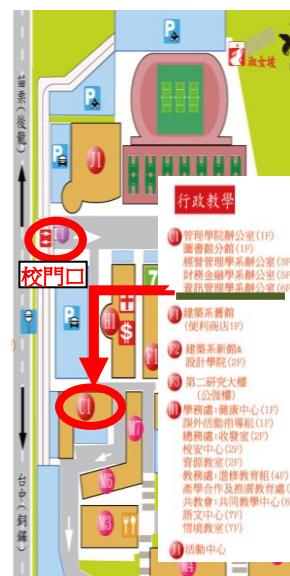 P
P
淑女坡
苗栗(後龍)
P
J1
校門口
行政教學
C1 管理學院辦公室(1F)
圖書館分館(1F)
經營管理學系辦公室(3F
財務金融學系辦公室(5F
資訊管理學系辦公室(6F
F1 建築系舊館
(便利商店1F)
F2 建築系新館&
設計學院(2F)
F3 第二研究大樓
(公弢樓)
H1 學務處:健康中心(1F)
課外活動指導組(1F)
總務處:收發室(2F)
校安中心(2F)
資源教室(2F)
教務處:進修教育組(4F)
產學合作及推廣教育處(
共教會:共同教學中心(6
語文中心(7F)
情境教室(7F)
J1 活動中心
7
P
H1
$
F1
C1
M7
M6
M3
M4
台中(銅鑼)